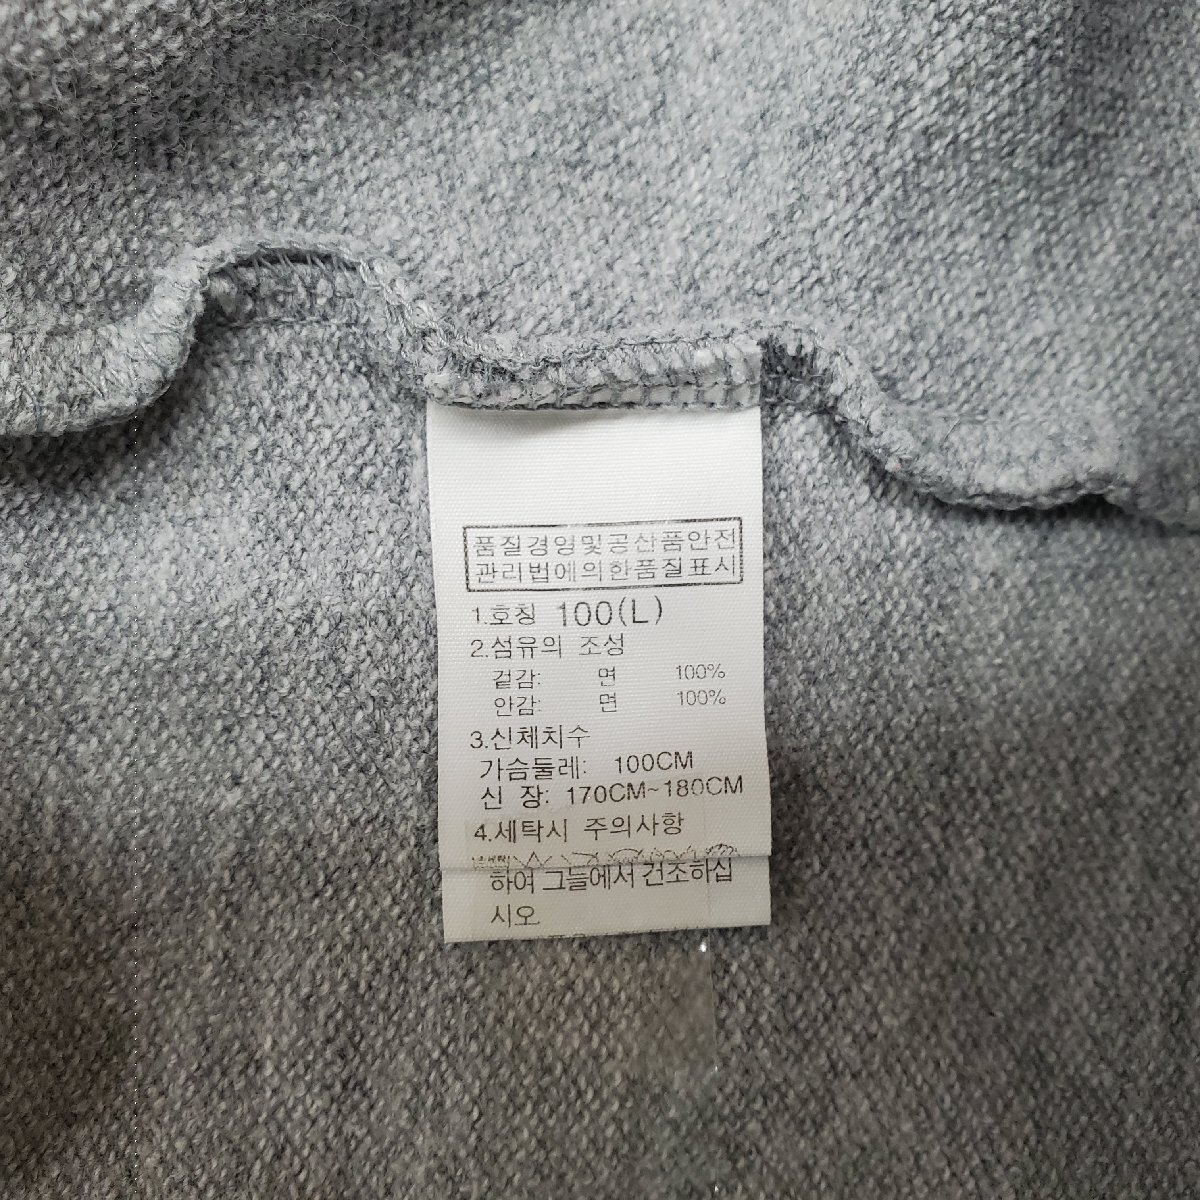 품질경영및공산품안전
관리법에의한품질표시
1.호칭 100(L)
2.섬유의 조성
겉감: 면 100%
안감: 면 100%
3.신체치수
가슴둘레: 100CM
신 장: 170CM~180CM
4.세탁시 주의사항
하여 그늘에서 건조하십
시오